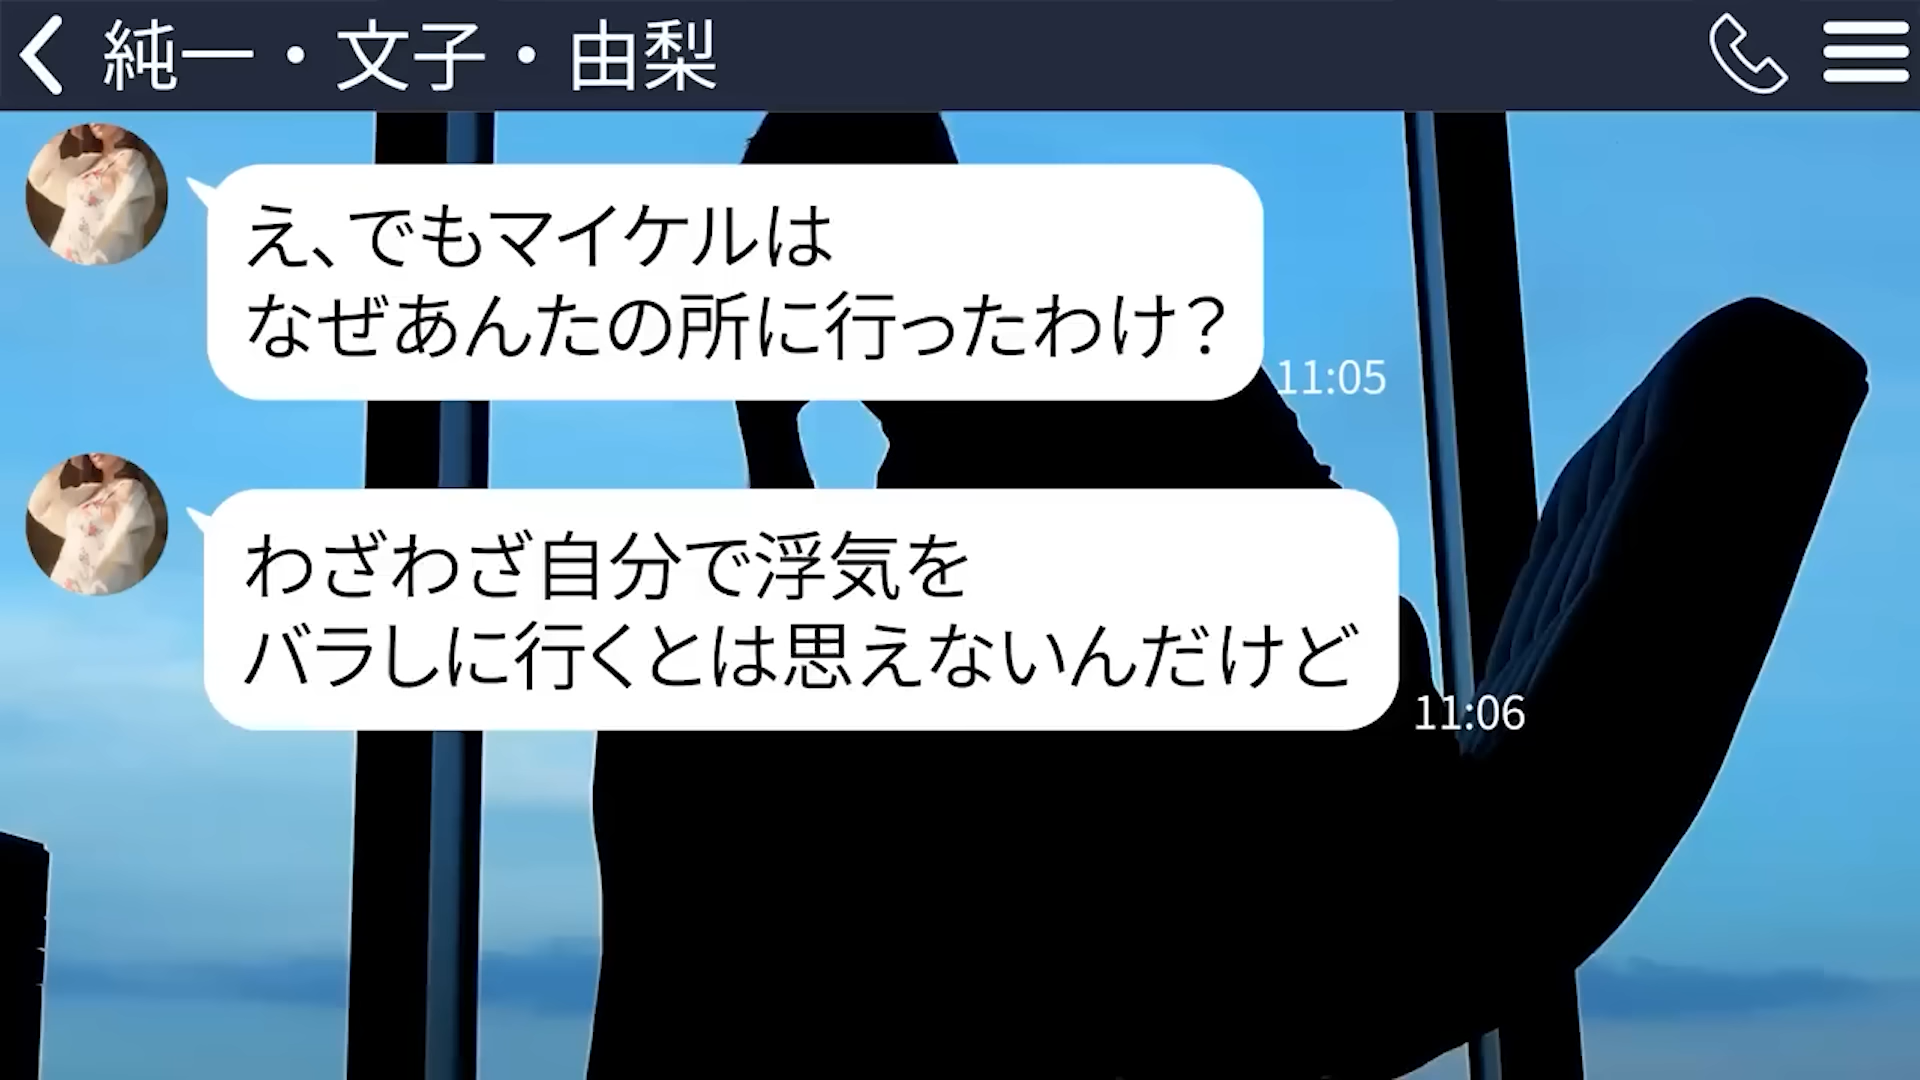 純一・文子・由梨
え、でもマイケルは
なぜあんたの所に行ったわけ？
11:05
わざわざ自分で浮気を
バラしに行くとは思えないんだけど
11:06